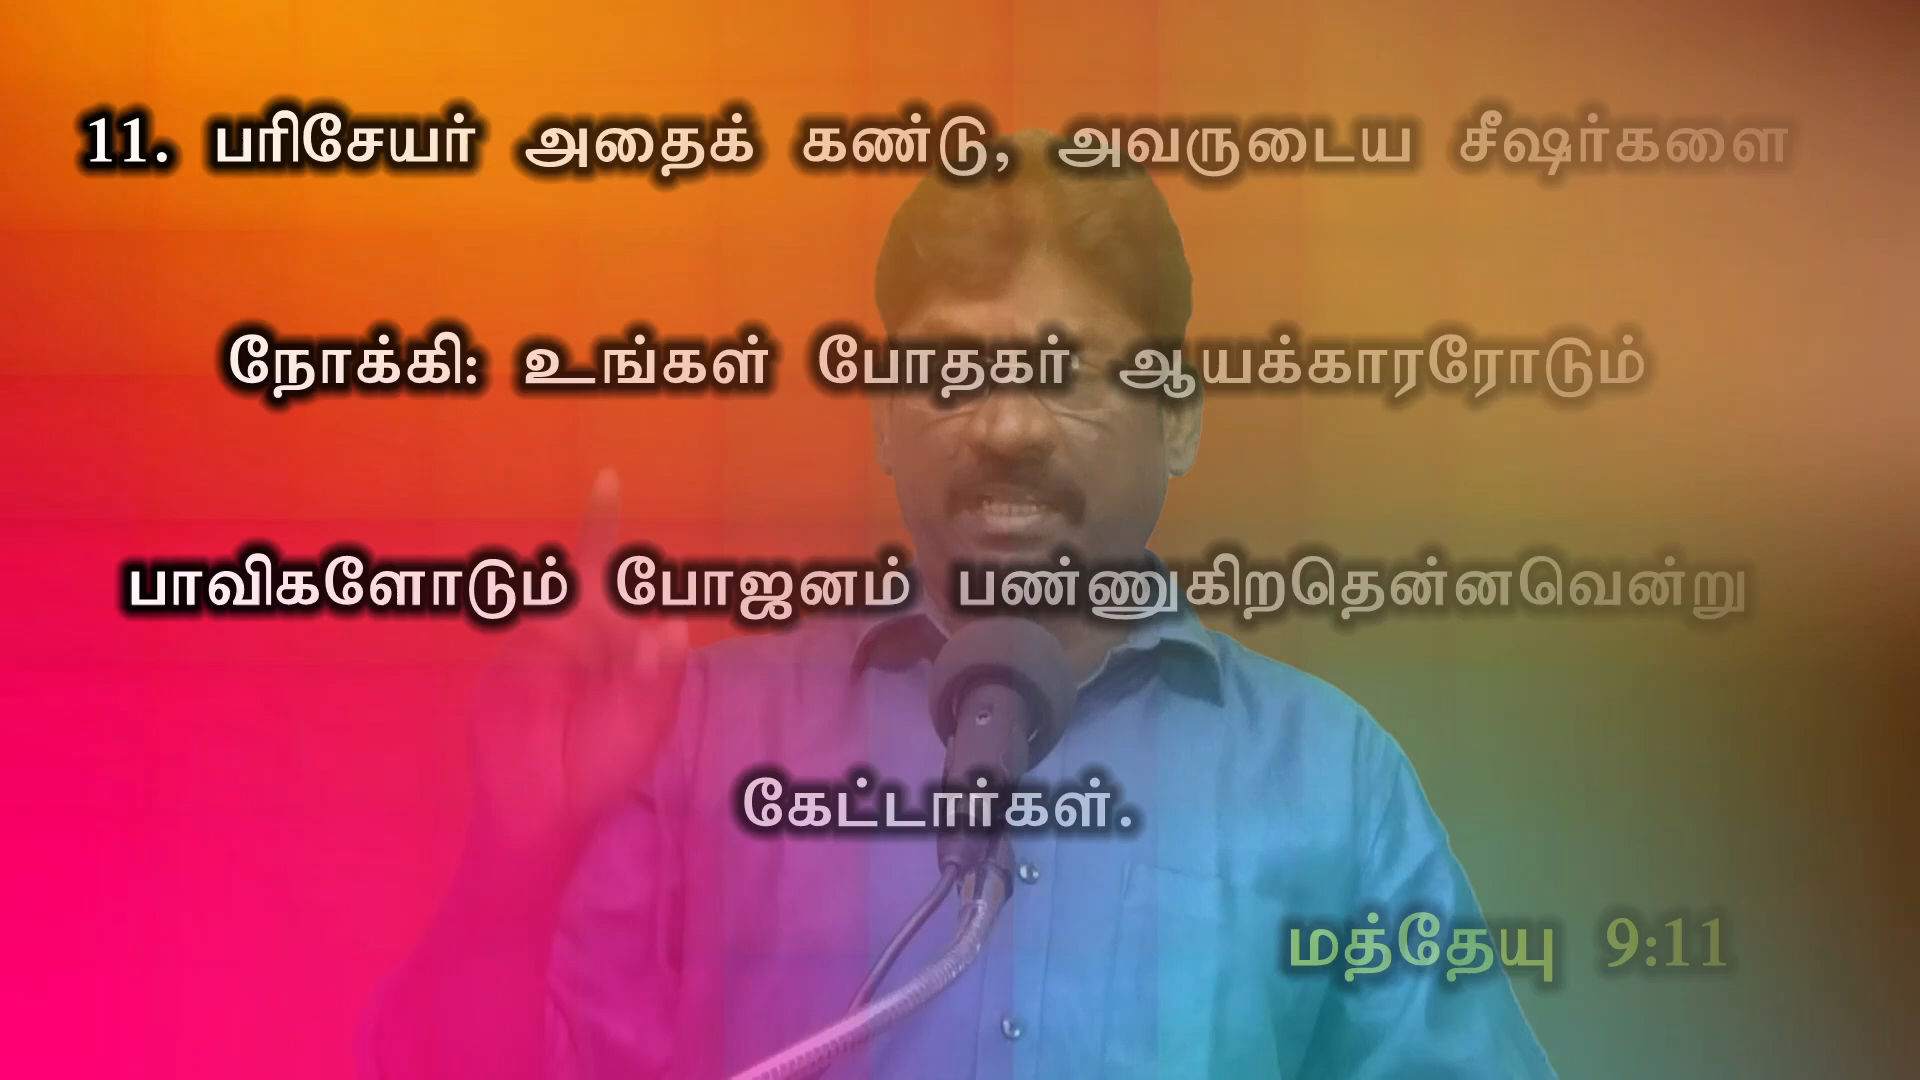 11. பரிசேயர் அதைக் கண்டு, அவருடைய சீஷர்களை
நோக்கி: உங்கள் போதகர் ஆயக்காரரோடும்
பாவிகளோடும் போஜனம் பண்ணுகிறதென்னவென்று
கேட்டார்கள்.
மத்தேயு 9:11